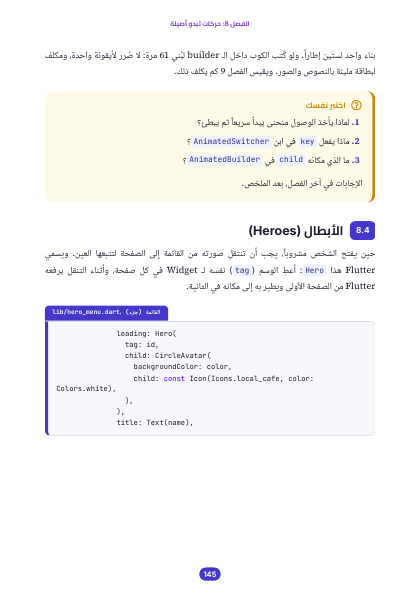 الفصل 8: حركات تبدو أصيلة
بناء واحد لستين إطاراً. ولو كُتب الكوب داخل الـ builder لبُني 61 مرة: لا ضرر لأيقونة واحدة، ومكلف
لبطاقة مليئة بالنصوص والصور. ويقيس الفصل 9 كم يكلف ذلك.
اختبر نفسك
1. لماذا يأخذ الوصول منحنى يبدأ سريعاً ثم يبطئ؟
2. ماذا يفعل key في ابن AnimatedSwitcher؟
3. ما الذي مكانه child في AnimatedBuilder؟
الإجابات في آخر الفصل، بعد الملخص.
8.4 الأبطال (Heroes)
حين يفتح الشخص مشروباً، يجب أن تنتقل صورته من القائمة إلى الصفحة لتتبعها العين. ويسمي
Flutter هذا Hero: أعطِ الوسم (tag) نفسه لـ Widget في كل صفحة، وأثناء التنقل يرفعه
Flutter من الصفحة الأولى ويطير به إلى مكانه في الثانية.
lib/hero_menu.dart، القائمة (جزء)
leading: Hero(
tag: id,
child: CircleAvatar(
backgroundColor: color,
child: const Icon(Icons.local_cafe, color:
Colors.white),
),
),
title: Text(name),
145